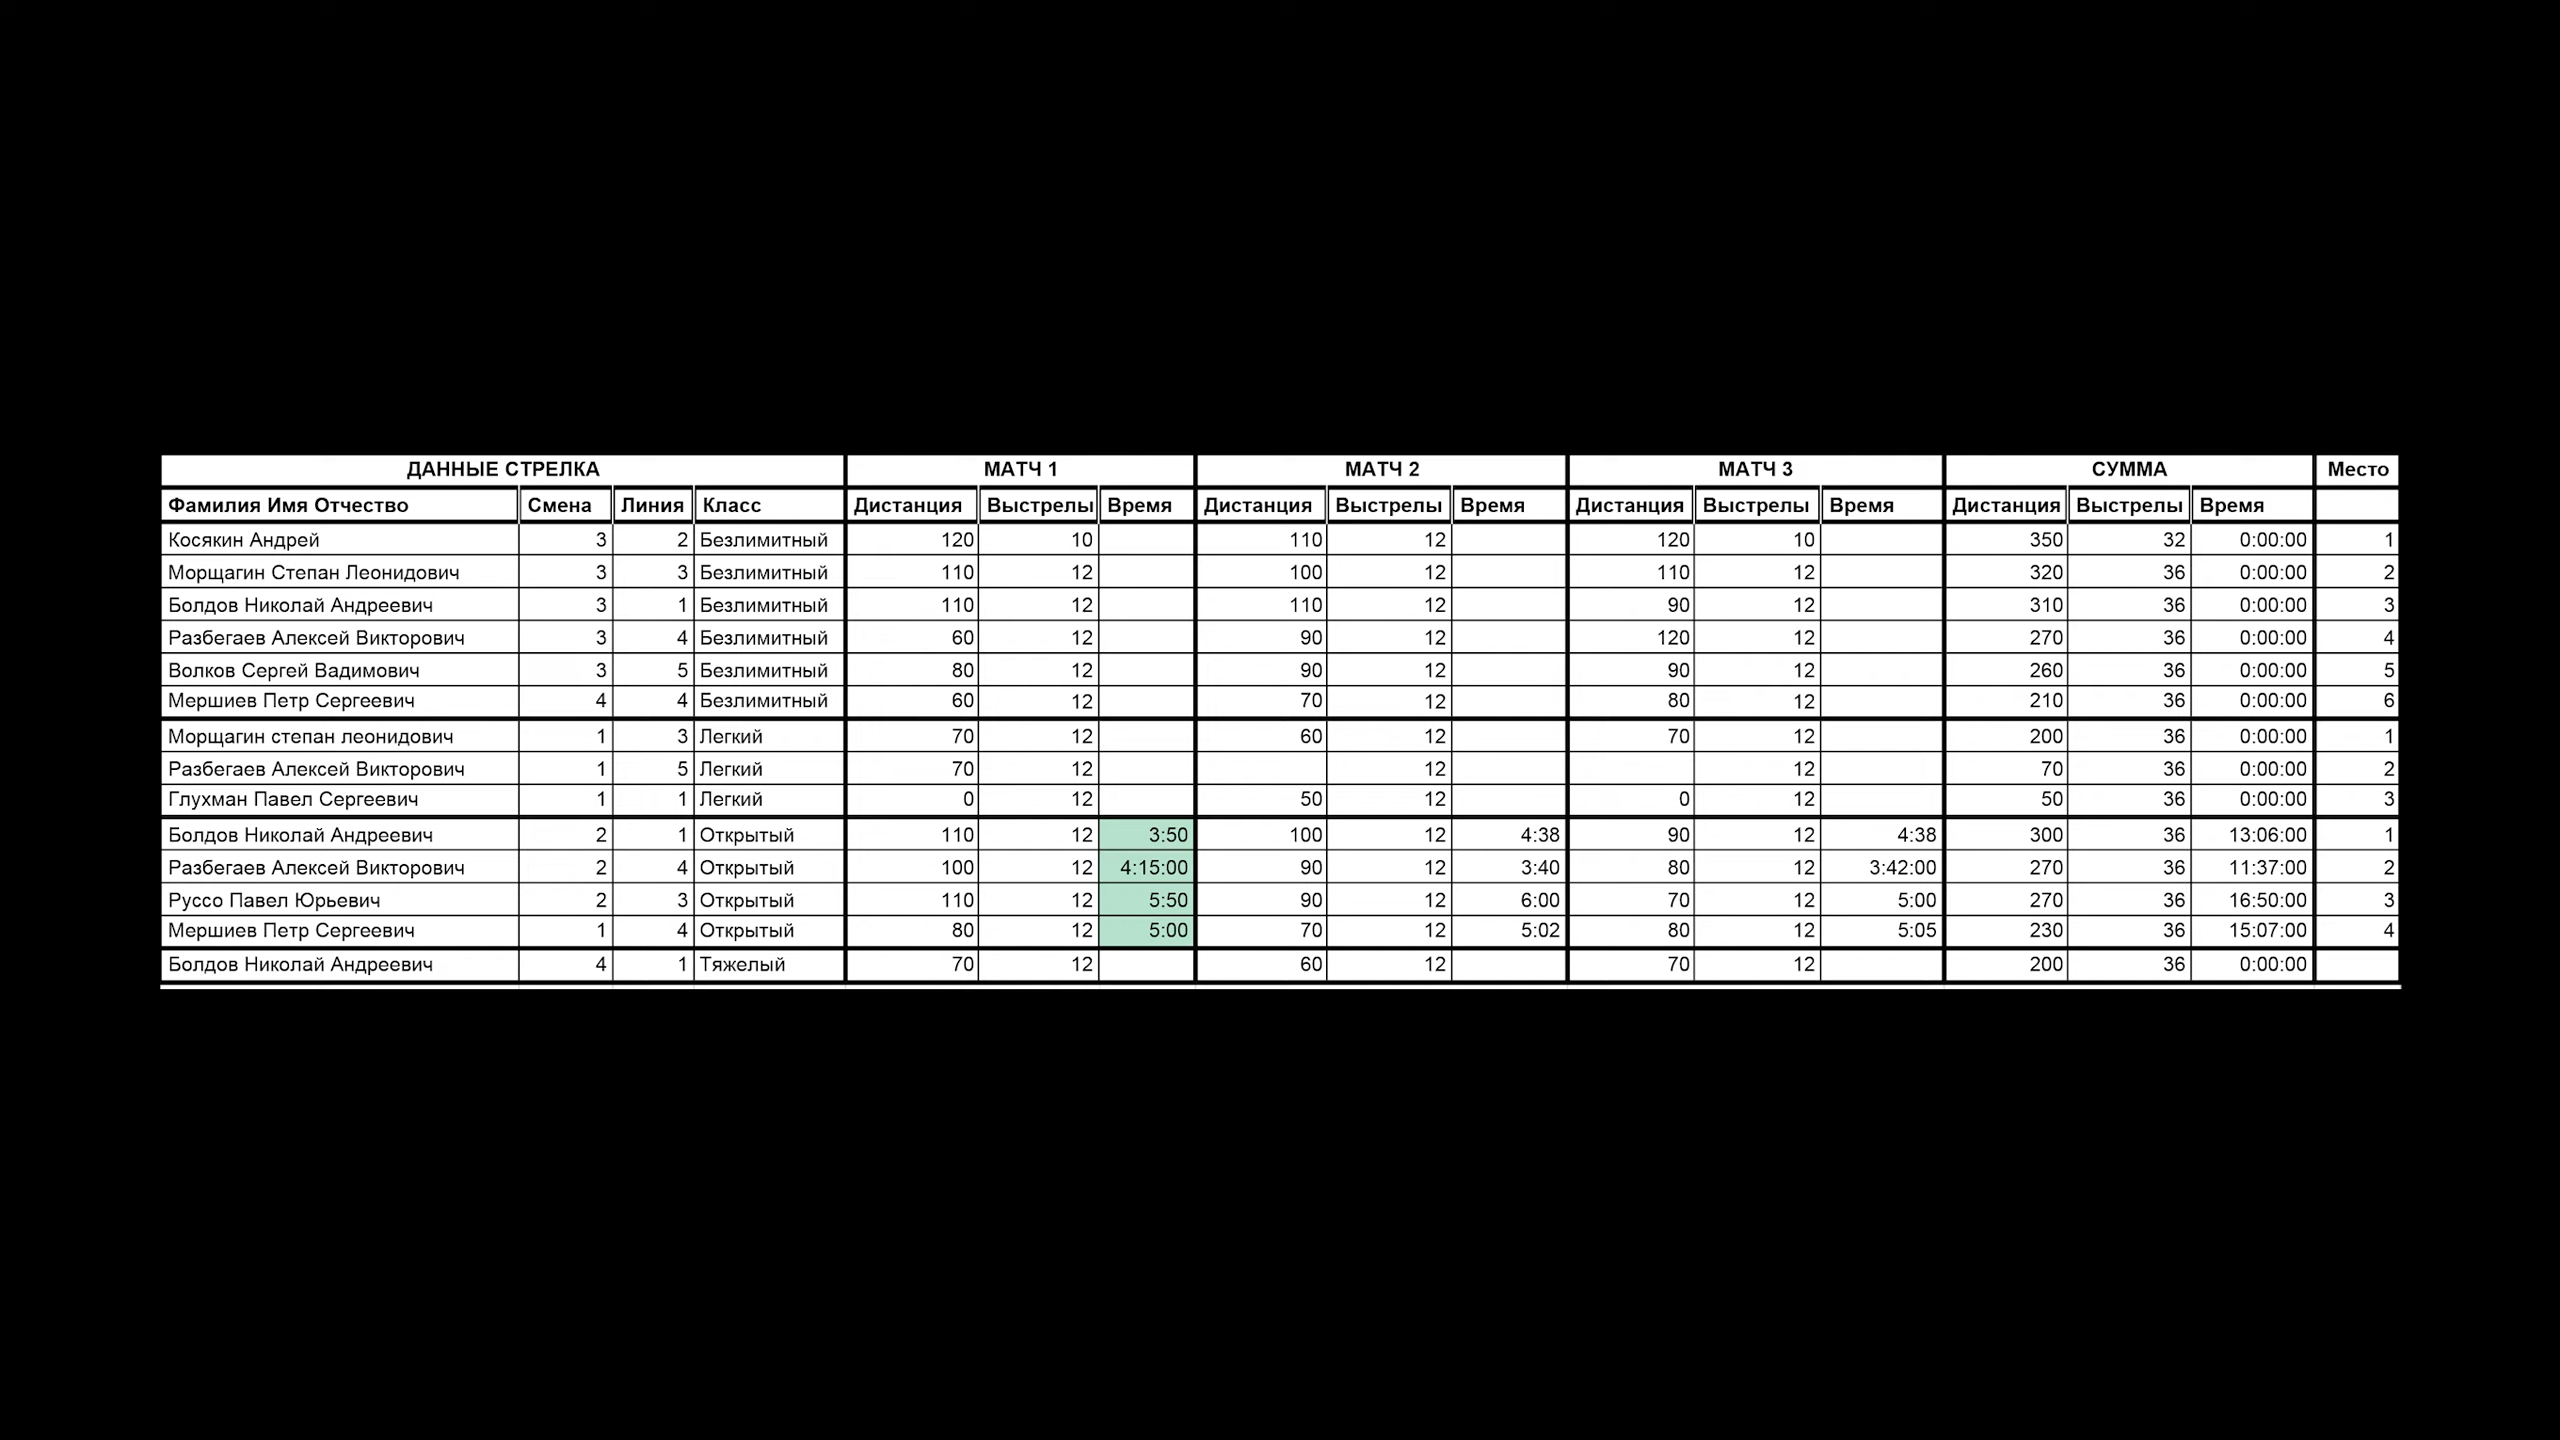 ДАННЫЕ СТРЕЛКА МАТЧ 1 МАТЧ 2 МАТЧ 3 СУММА Место
Фамилия Имя Отчество Смена Линия Класс Дистанция Выстрелы Время Дистанция Выстрелы Время Дистанция Выстрелы Время Дистанция Выстрелы Время
Косякин Андрей 3 2 Безлимитный 120 10 110 12 120 10 350 32 0:00:00 1
Морщагин Степан Леонидович 3 3 Безлимитный 110 12 100 12 110 12 320 36 0:00:00 2
Болдов Николай Андреевич 3 1 Безлимитный 110 12 110 12 90 12 310 36 0:00:00 3
Разбегаев Алексей Викторович 3 4 Безлимитный 60 12 90 12 120 12 270 36 0:00:00 4
Волков Сергей Вадимович 3 5 Безлимитный 80 12 90 12 90 12 260 36 0:00:00 5
Мершиев Петр Сергеевич 4 4 Безлимитный 60 12 70 12 80 12 210 36 0:00:00 6
Морщагин степан леонидович 1 3 Легкий 70 12 60 12 70 12 200 36 0:00:00 1
Разбегаев Алексей Викторович 1 5 Легкий 70 12 12 12 70 36 0:00:00 2
Глухман Павел Сергеевич 1 1 Легкий 0 12 50 12 0 12 50 36 0:00:00 3
Болдов Николай Андреевич 2 1 Открытый 110 12 3:50 100 12 4:38 90 12 4:38 300 36 13:06:00 1
Разбегаев Алексей Викторович 2 4 Открытый 100 12 4:15:00 90 12 3:40 80 12 3:42:00 270 36 11:37:00 2
Руссо Павел Юрьевич 2 3 Открытый 110 12 5:50 90 12 6:00 70 12 5:00 270 36 16:50:00 3
Мершиев Петр Сергеевич 1 4 Открытый 80 12 5:00 70 12 5:02 80 12 5:05 230 36 15:07:00 4
Болдов Николай Андреевич 4 1 Тяжелый 70 12 60 12 70 12 200 36 0:00:00